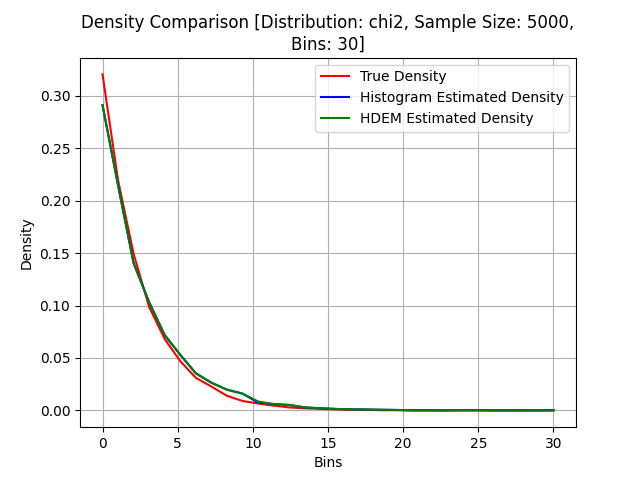 Density Comparison [Distribution: chi2, Sample Size: 5000,
Bins: 30]
True Density
Histogram Estimated Density
HDEM Estimated Density
Density
0.30
0.25
0.20
0.15
0.10
0.05
0.00
0 5 10 15 20 25 30
Bins